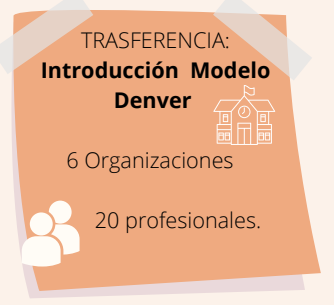 TRASFERENCIA:
Introducción Modelo
Denver
6 Organizaciones
20 profesionales.